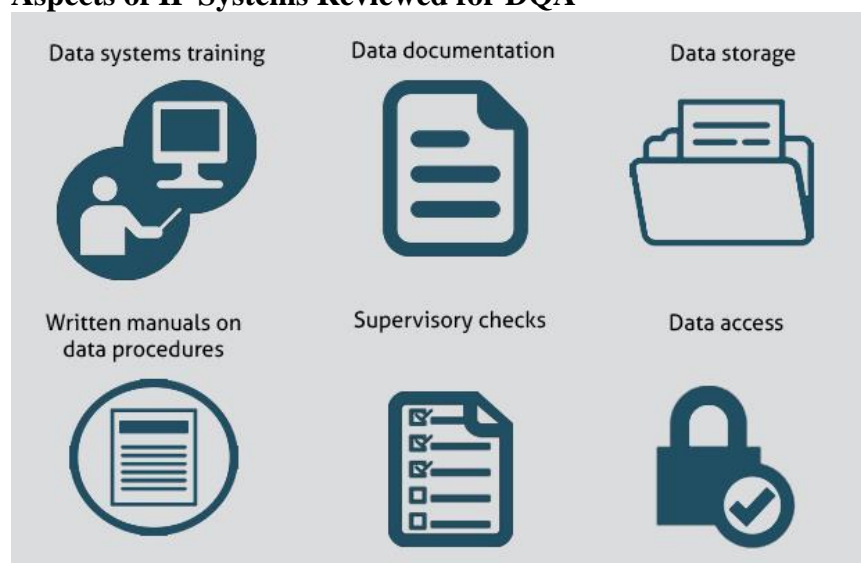 Aspects of IP Systems Reviewed for DQA
Data systems training
Data documentation
Data storage
Written manuals on
data procedures
Supervisory checks
Data access